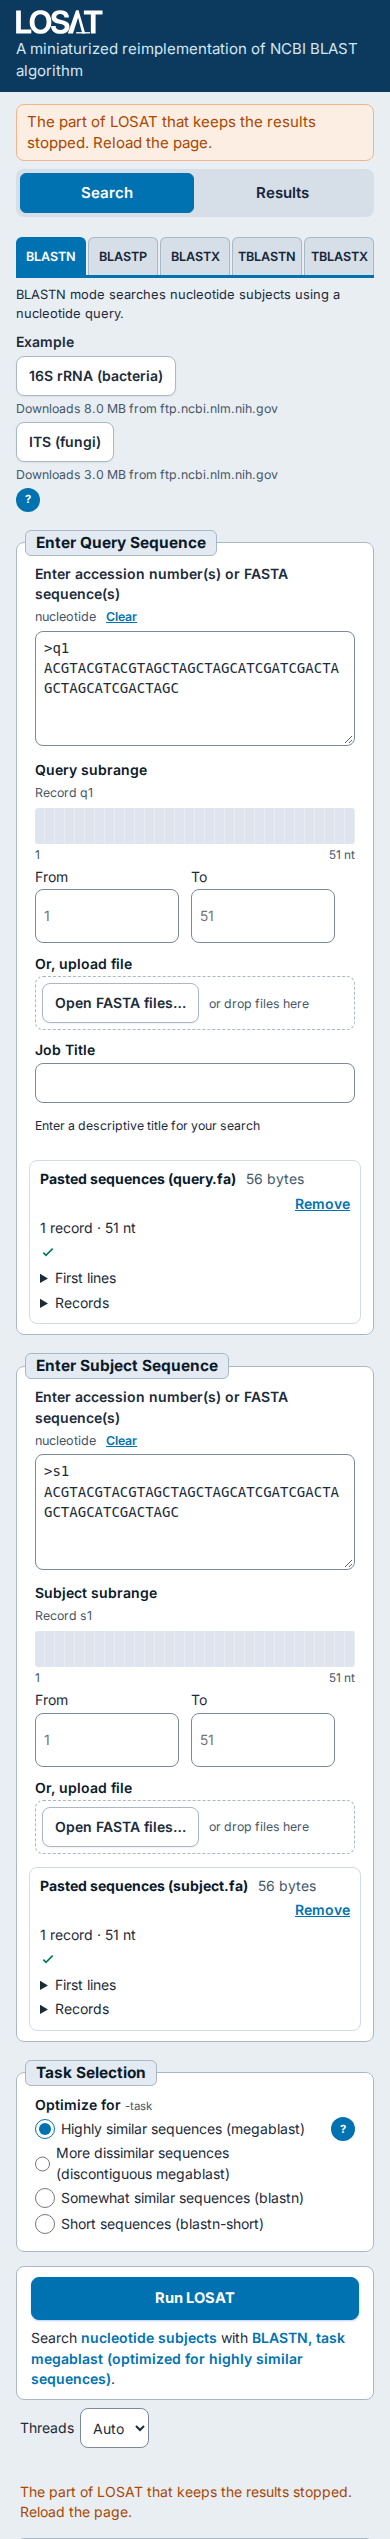 LOSAT
A miniaturized reimplementation of NCBI BLAST
algorithm
The part of LOSAT that keeps the results
stopped. Reload the page.
Search Results
BLASTN BLASTP BLASTX TBLASTN TBLASTX
BLASTN mode searches nucleotide subjects using a
nucleotide query.
Example
16S rRNA (bacteria)
Downloads 8.0 MB from ftp.ncbi.nlm.nih.gov
ITS (fungi)
Downloads 3.0 MB from ftp.ncbi.nlm.nih.gov
?
Enter Query Sequence
Enter accession number(s) or FASTA
sequence(s)
nucleotide Clear
>q1
ACGTACGTACGTAGCTAGCTAGCATCGATCGACTA
GCTAGCATCGACTAGC
Query subrange
Record q1
1 51 nt
From To
1 51
Or, upload file
Open FASTA files... or drop files here
Job Title
Enter a descriptive title for your search
Pasted sequences (query.fa) 56 bytes
Remove
1 record · 51 nt
✓
▶ First lines
▶ Records
Enter Subject Sequence
Enter accession number(s) or FASTA
sequence(s)
nucleotide Clear
>s1
ACGTACGTACGTAGCTAGCTAGCATCGATCGACTA
GCTAGCATCGACTAGC
Subject subrange
Record s1
1 51 nt
From To
1 51
Or, upload file
Open FASTA files... or drop files here
Pasted sequences (subject.fa) 56 bytes
Remove
1 record · 51 nt
✓
▶ First lines
▶ Records
Task Selection
Optimize for -task
Highly similar sequences (megablast) ?
More dissimilar sequences
(discontiguous megablast)
Somewhat similar sequences (blastn)
Short sequences (blastn-short)
Run LOSAT
Search nucleotide subjects with BLASTN, task
megablast (optimized for highly similar
sequences).
Threads Auto
The part of LOSAT that keeps the results stopped.
Reload the page.